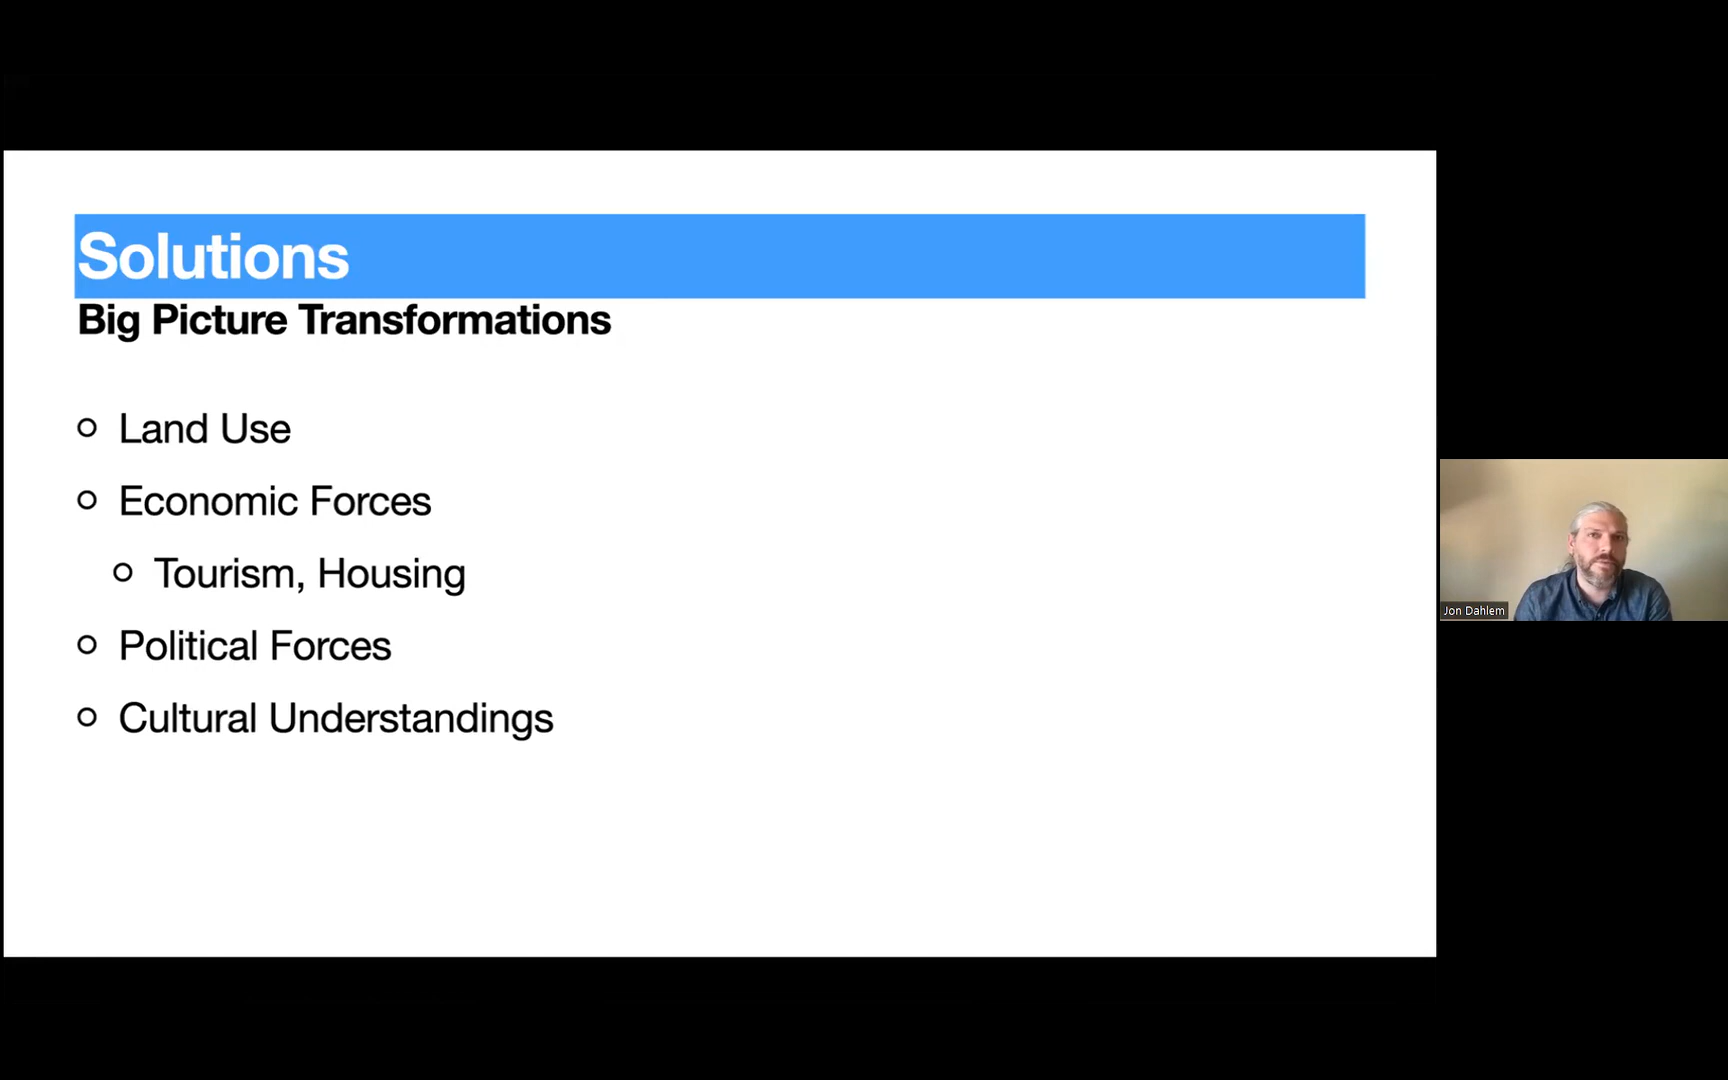 Solutions
Big Picture Transformations
Land Use
Economic Forces
Tourism, Housing
Political Forces
Cultural Understandings
Jon Dahlem